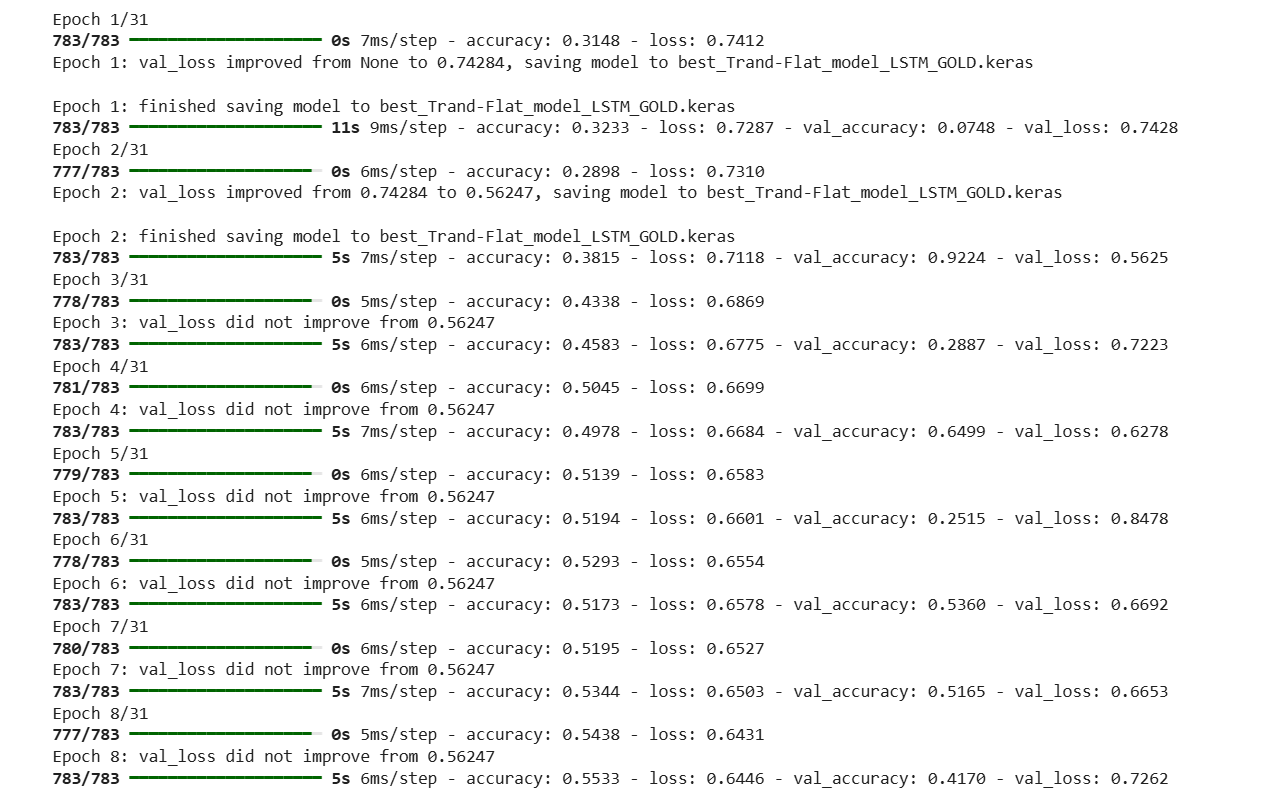 Epoch 1/31
783/783 ━━━━━━━━━━━━━━━━━━━━ 0s 7ms/step - accuracy: 0.3148 - loss: 0.7412
Epoch 1: val_loss improved from None to 0.74284, saving model to best_Trand-Flat_model_LSTM_GOLD.keras
Epoch 1: finished saving model to best_Trand-Flat_model_LSTM_GOLD.keras
783/783 ━━━━━━━━━━━━━━━━━━━━ 11s 9ms/step - accuracy: 0.3233 - loss: 0.7287 - val_accuracy: 0.0748 - val_loss: 0.7428
Epoch 2/31
777/783 ━━━━━━━━━━━━━━━━━━━━ 0s 6ms/step - accuracy: 0.2898 - loss: 0.7310
Epoch 2: val_loss improved from 0.74284 to 0.56247, saving model to best_Trand-Flat_model_LSTM_GOLD.keras
Epoch 2: finished saving model to best_Trand-Flat_model_LSTM_GOLD.keras
783/783 ━━━━━━━━━━━━━━━━━━━━ 5s 7ms/step - accuracy: 0.3815 - loss: 0.7118 - val_accuracy: 0.9224 - val_loss: 0.5625
Epoch 3/31
778/783 ━━━━━━━━━━━━━━━━━━━━ 0s 5ms/step - accuracy: 0.4338 - loss: 0.6869
Epoch 3: val_loss did not improve from 0.56247
783/783 ━━━━━━━━━━━━━━━━━━━━ 5s 6ms/step - accuracy: 0.4583 - loss: 0.6775 - val_accuracy: 0.2887 - val_loss: 0.7223
Epoch 4/31
781/783 ━━━━━━━━━━━━━━━━━━━━ 0s 6ms/step - accuracy: 0.5045 - loss: 0.6699
Epoch 4: val_loss did not improve from 0.56247
783/783 ━━━━━━━━━━━━━━━━━━━━ 5s 7ms/step - accuracy: 0.4978 - loss: 0.6684 - val_accuracy: 0.6499 - val_loss: 0.6278
Epoch 5/31
779/783 ━━━━━━━━━━━━━━━━━━━━ 0s 6ms/step - accuracy: 0.5139 - loss: 0.6583
Epoch 5: val_loss did not improve from 0.56247
783/783 ━━━━━━━━━━━━━━━━━━━━ 5s 6ms/step - accuracy: 0.5194 - loss: 0.6601 - val_accuracy: 0.2515 - val_loss: 0.8478
Epoch 6/31
778/783 ━━━━━━━━━━━━━━━━━━━━ 0s 5ms/step - accuracy: 0.5293 - loss: 0.6554
Epoch 6: val_loss did not improve from 0.56247
783/783 ━━━━━━━━━━━━━━━━━━━━ 5s 6ms/step - accuracy: 0.5173 - loss: 0.6578 - val_accuracy: 0.5360 - val_loss: 0.6692
Epoch 7/31
780/783 ━━━━━━━━━━━━━━━━━━━━ 0s 6ms/step - accuracy: 0.5195 - loss: 0.6527
Epoch 7: val_loss did not improve from 0.56247
783/783 ━━━━━━━━━━━━━━━━━━━━ 5s 7ms/step - accuracy: 0.5344 - loss: 0.6503 - val_accuracy: 0.5165 - val_loss: 0.6653
Epoch 8/31
777/783 ━━━━━━━━━━━━━━━━━━━━ 0s 5ms/step - accuracy: 0.5438 - loss: 0.6431
Epoch 8: val_loss did not improve from 0.56247
783/783 ━━━━━━━━━━━━━━━━━━━━ 5s 6ms/step - accuracy: 0.5533 - loss: 0.6446 - val_accuracy: 0.4170 - val_loss: 0.7262